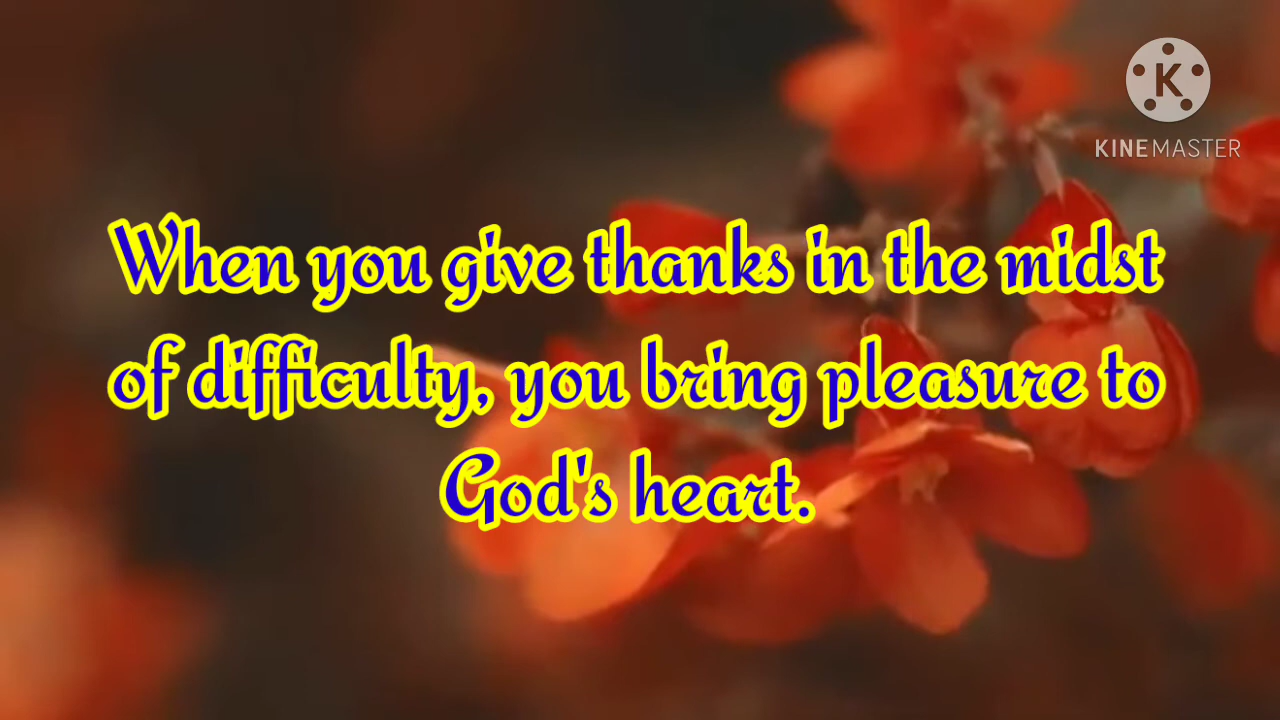 K
KINEMASTER
When you give thanks in the midst
of difficulty, you bring pleasure to
God's heart.